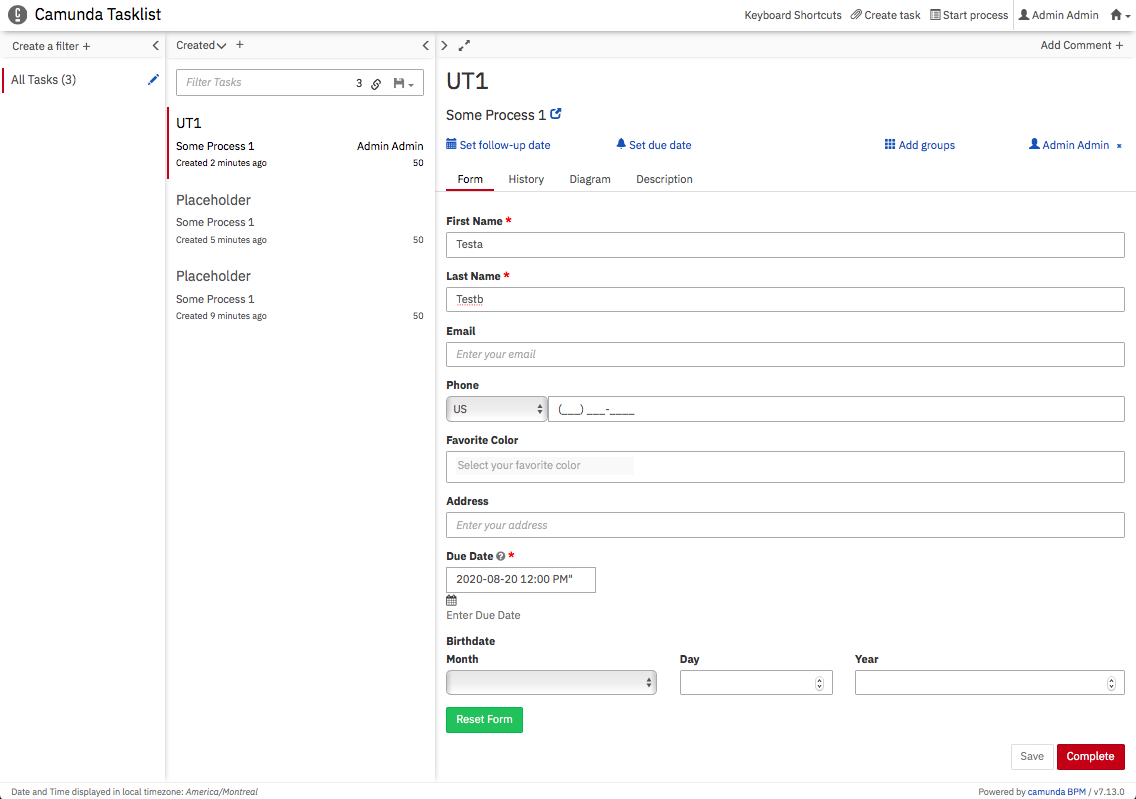 Camunda Tasklist
Keyboard Shortcuts Create task Start process Admin Admin
Create a filter +
All Tasks (3)
Created +
Filter Tasks 3
UT1
Some Process 1 Admin Admin
Created 2 minutes ago 50
Placeholder
Some Process 1
Created 5 minutes ago 50
Placeholder
Some Process 1
Created 9 minutes ago 50
Add Comment +
UT1
Some Process 1
Set follow-up date Set due date Add groups Admin Admin ×
Form History Diagram Description
First Name *
Testa
Last Name *
Testb
Email
Enter your email
Phone
US (___) ___-____
Favorite Color
Select your favorite color
Address
Enter your address
Due Date ? *
2020-08-20 12:00 PM"
Enter Due Date
Birthdate
Month Day Year
Reset Form
Save Complete
Date and Time displayed in local timezone: America/Montreal
Powered by camunda BPM / v7.13.0